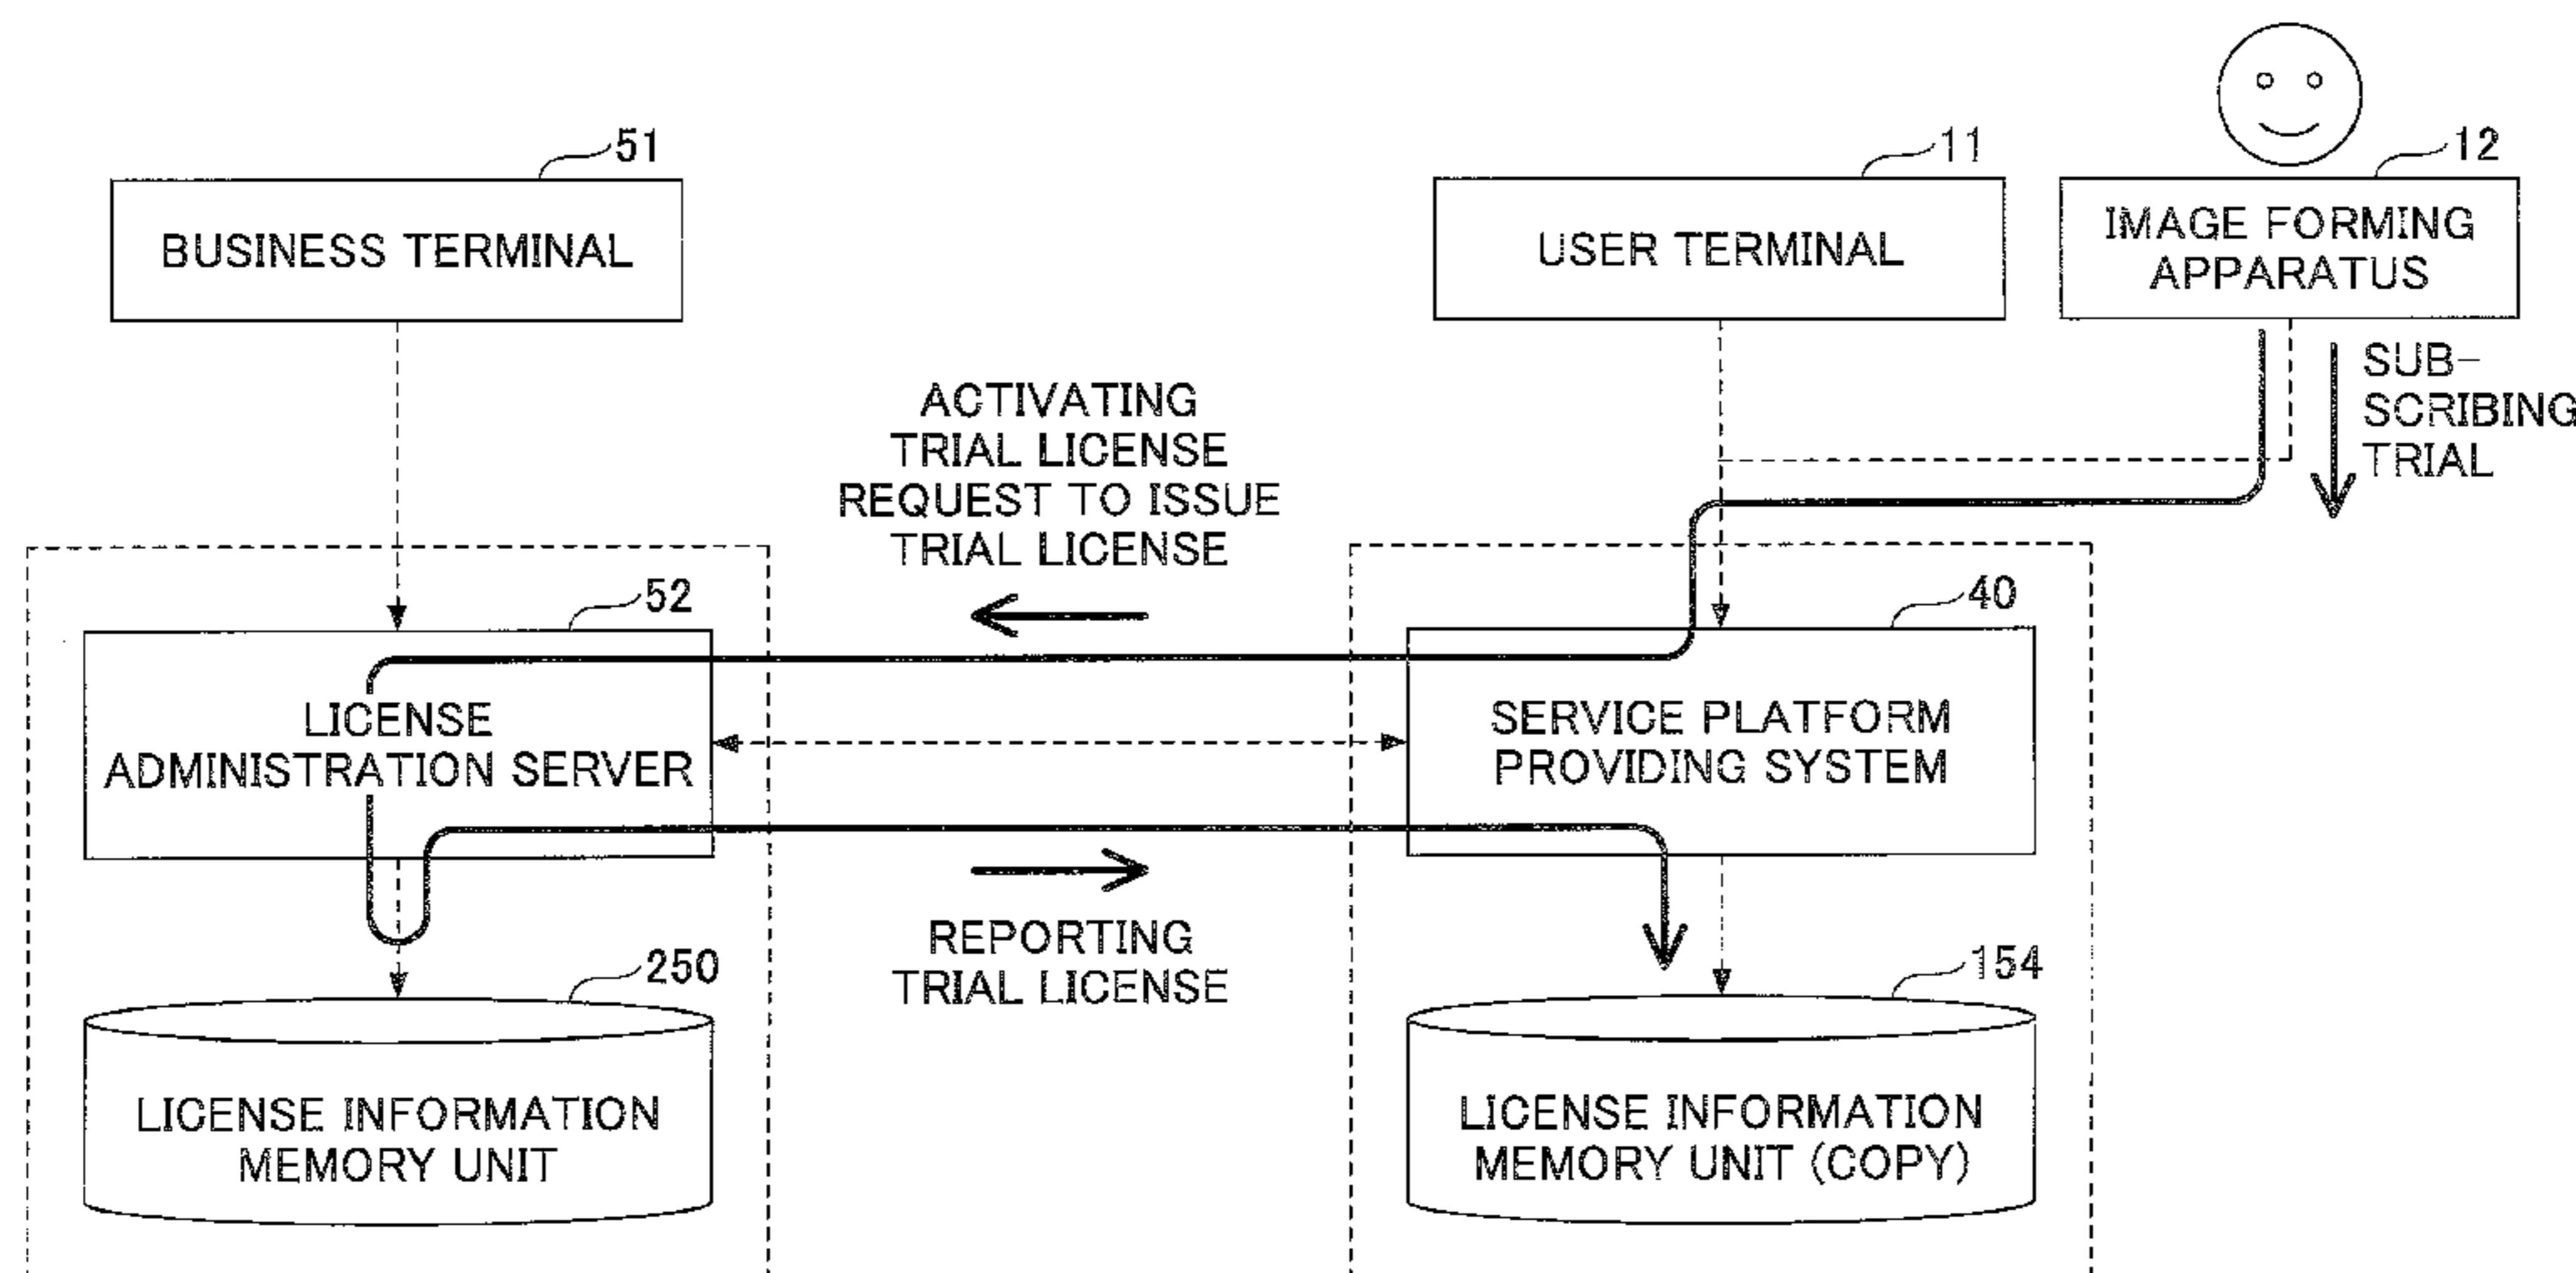 51
BUSINESS TERMINAL
11
USER TERMINAL
12
IMAGE FORMING
APPARATUS
SUB-
SCRIBING
TRIAL
ACTIVATING
TRIAL LICENSE
REQUEST TO ISSUE
TRIAL LICENSE
52
LICENSE
ADMINISTRATION SERVER
40
SERVICE PLATFORM
PROVIDING SYSTEM
REPORTING
TRIAL LICENSE
250
LICENSE INFORMATION
MEMORY UNIT
154
LICENSE INFORMATION
MEMORY UNIT (COPY)